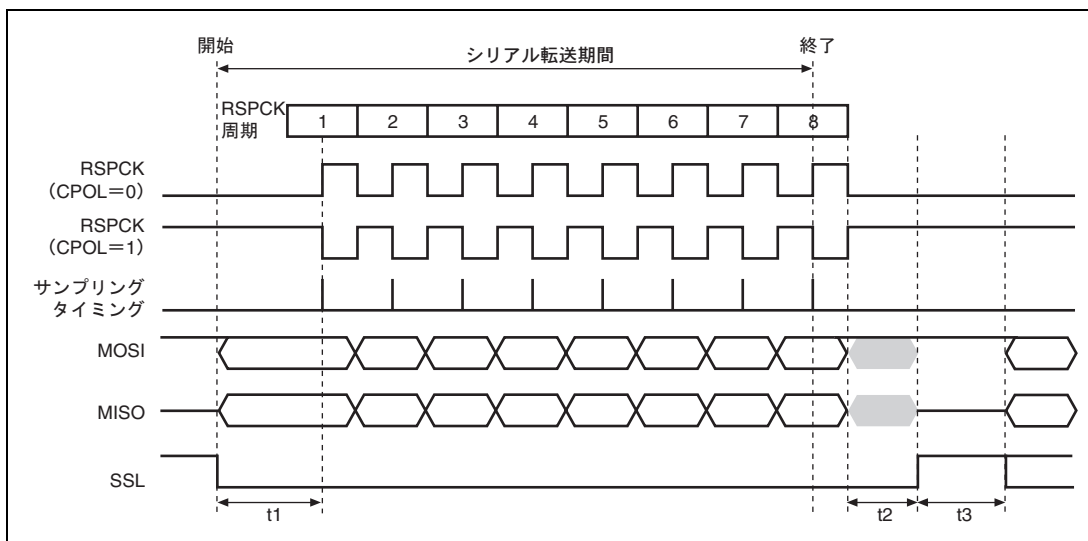 開始
シリアル転送期間
終了
RSPCK
周期
1 2 3 4 5 6 7 8
RSPCK
(CPOL=0)
RSPCK
(CPOL=1)
サンプリング
タイミング
MOSI
MISO
SSL
t1
t2
t3